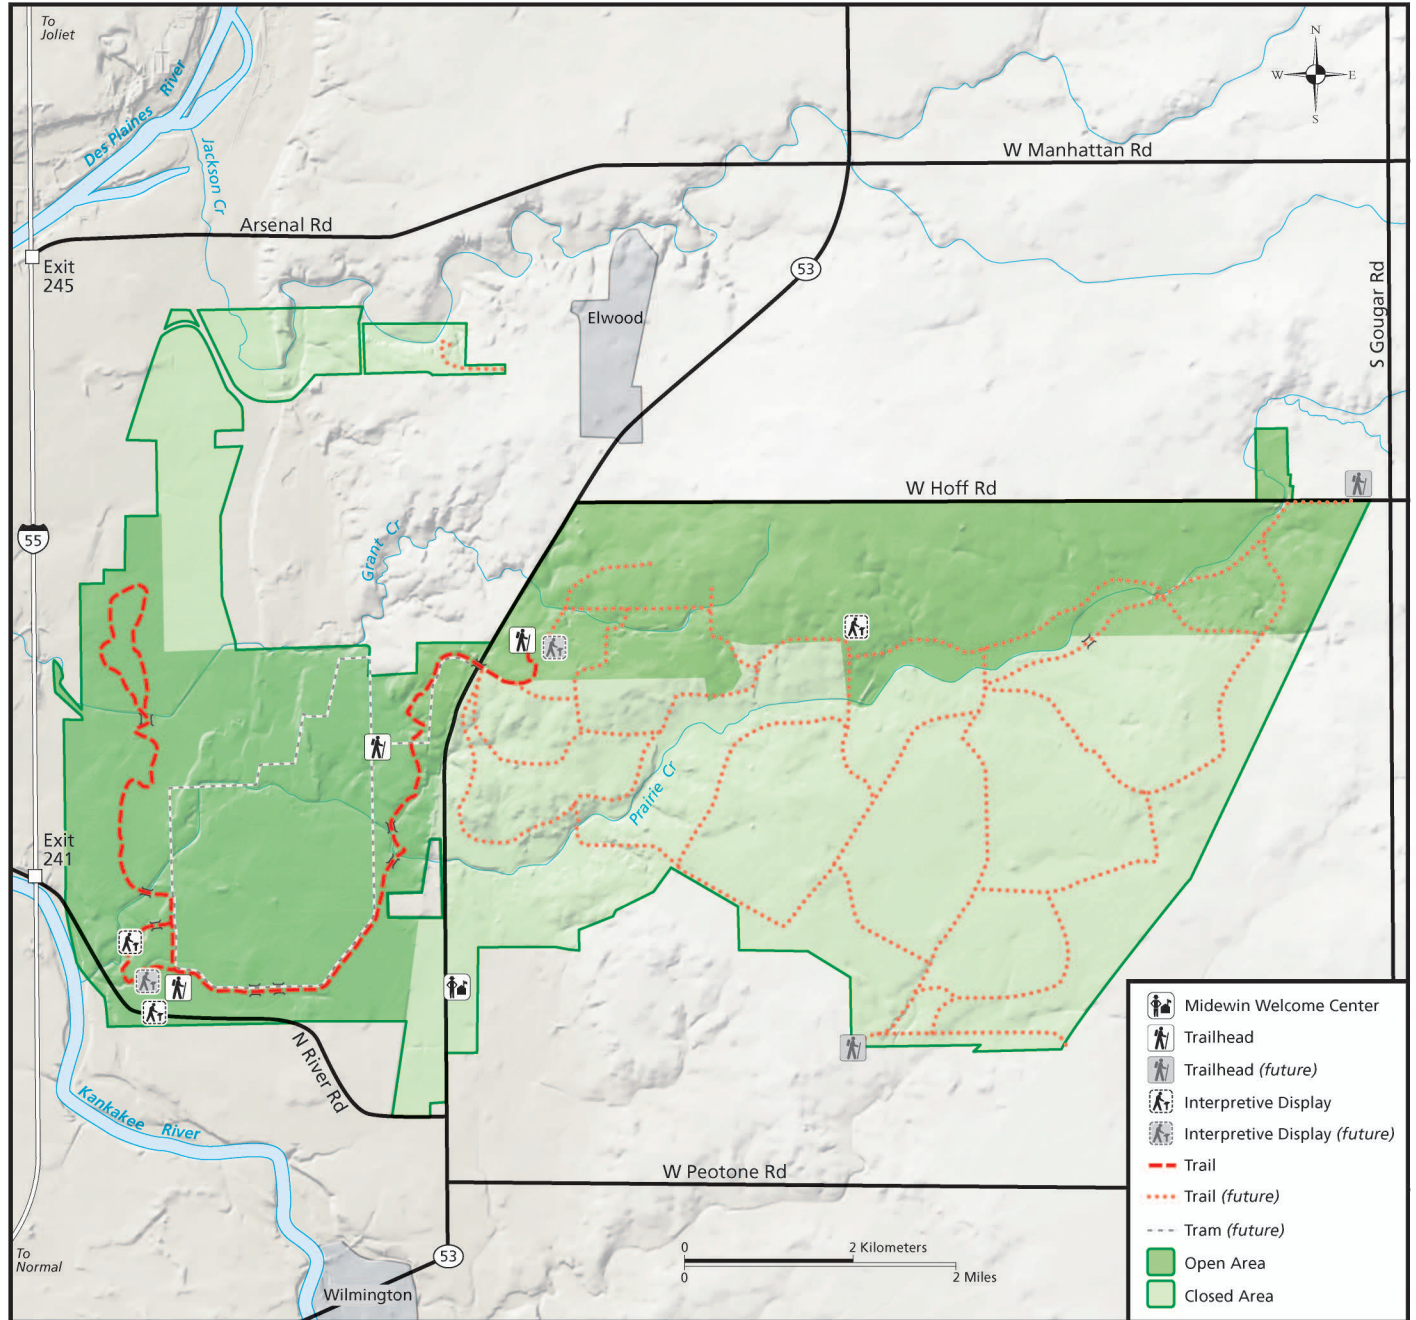 To
Joliet
N
W
E
S
Des Plaines River
Jackson Cr
W Manhattan Rd
Arsenal Rd
Exit
245
53
S Gougar Rd
Elwood
W Hoff Rd
55
Grant Cr
Prairie Cr
Exit
241
N River Rd
Kankakee River
W Peotone Rd
To
Normal
53
Wilmington
0
2 Kilometers
0
2 Miles
Midewin Welcome Center
Trailhead
Trailhead (future)
Interpretive Display
Interpretive Display (future)
Trail
Trail (future)
Tram (future)
Open Area
Closed Area